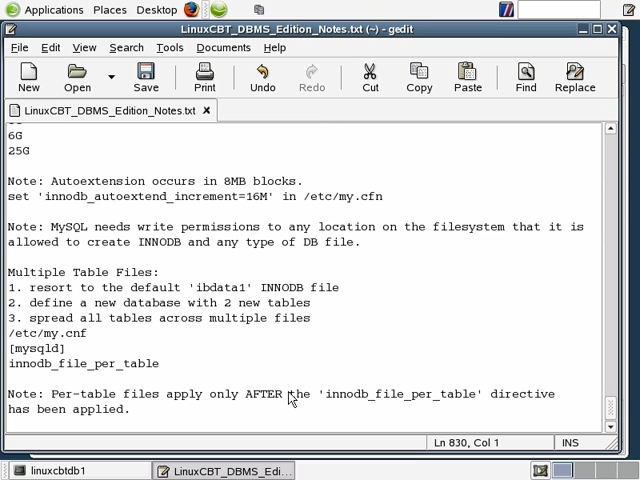 Applications Places Desktop
LinuxCBT_DBMS_Edition_Notes.txt (~) - gedit
File Edit View Search Tools Documents Help
New Open Save Print Undo Redo Cut Copy Paste Find Replace
LinuxCBT_DBMS_Edition_Notes.txt
6G
25G
Note: Autoextension occurs in 8MB blocks.
set 'innodb_autoextend_increment=16M' in /etc/my.cfn
Note: MySQL needs write permissions to any location on the filesystem that it is
allowed to create INNODB and any type of DB file.
Multiple Table Files:
1. resort to the default 'ibdata1' INNODB file
2. define a new database with 2 new tables
3. spread all tables across multiple files
/etc/my.cnf
[mysqld]
innodb_file_per_table
Note: Per-table files apply only AFTER the 'innodb_file_per_table' directive
has been applied.
Ln 830, Col 1 INS
linuxcbtdb1 LinuxCBT_DBMS_Edi...